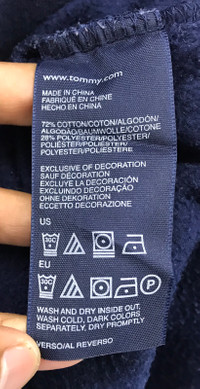 www.tommy.com
MADE IN CHINA
FABRIQUÉ EN CHINE
HECHO EN CHINA
72% COTTON/COTON/ALGODÓN/
ALGODÃO/BAUMWOLLE/COTONE
28% POLYESTER/POLYESTER/
POLIÉSTER/POLIÉSTER/
POLYESTER/POLIESTERE
EXCLUSIVE OF DECORATION
SAUF DÉCORATION
EXCLUYE LA DECORACIÓN
EXCLUINDO DECORAÇÃO
OHNE DEKORATION
ECCETTO DECORAZIONE
US
30C
EU
30C
P
WASH AND DRY INSIDE OUT,
WASH COLD, DARK COLORS
SEPARATELY, DRY PROMPTLY
VERSO/AL REVERSO